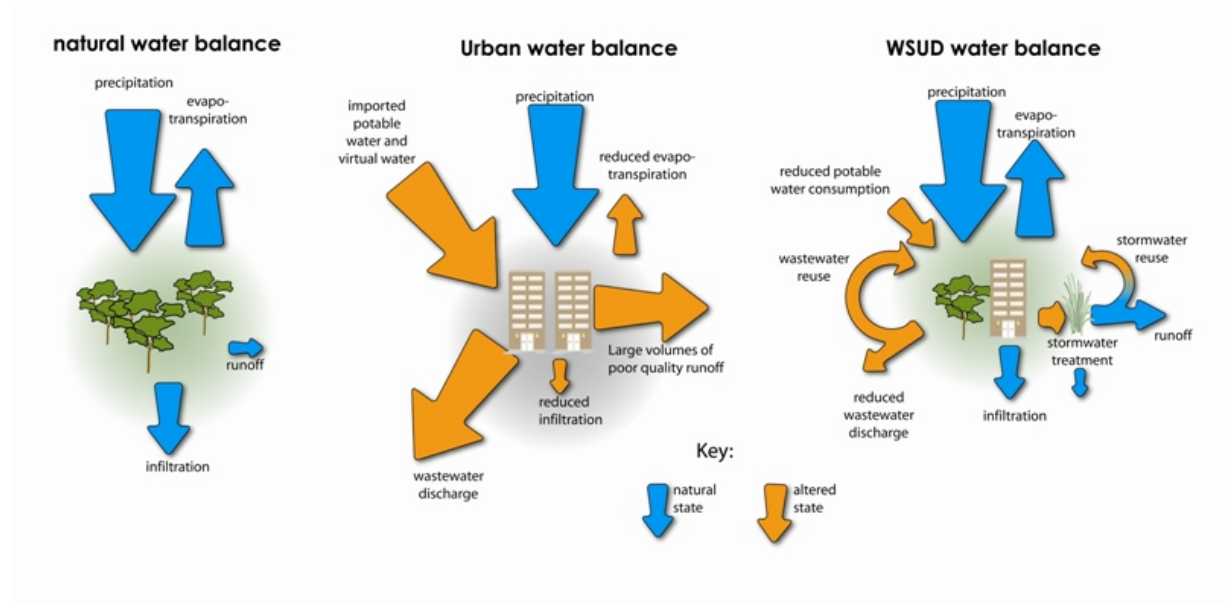 natural water balance
precipitation
evapo-
transpiration
runoff
infiltration
Urban water balance
imported
potable
water and
virtual water
precipitation
reduced evapo-
transpiration
Large volumes of
poor quality runoff
reduced
infiltration
wastewater
discharge
WSUD water balance
precipitation
evapo-
transpiration
reduced potable
water consumption
wastewater
reuse
stormwater
reuse
runoff
stormwater
treatment
infiltration
reduced
wastewater
discharge
Key:
natural
state
altered
state